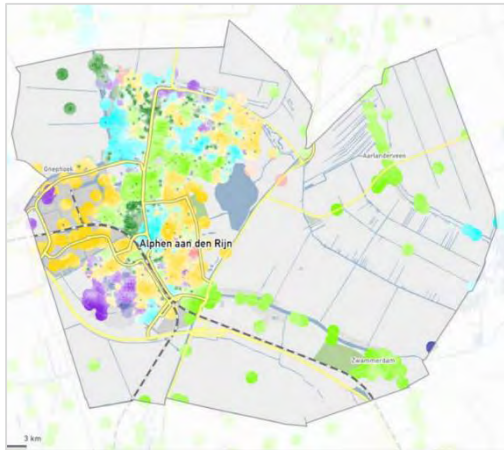 Aarlanderveen
Gnephoek
Alphen aan den Rijn
Zwammerdam
3 km